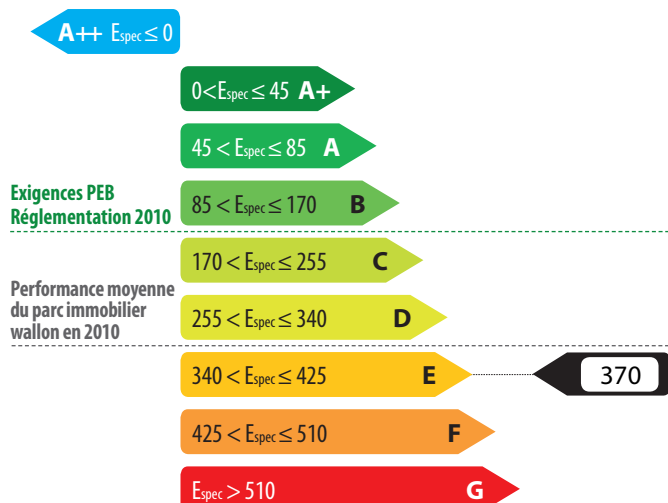 A++ Espec ≤ 0
0<Espec ≤ 45 A+
45 < Espec ≤ 85 A
Exigences PEB
Réglementation 2010
85 < Espec ≤ 170 B
170 < Espec ≤ 255 C
Performance moyenne
du parc immobilier
wallon en 2010
255 < Espec ≤ 340 D
340 < Espec ≤ 425 E
370
425 < Espec ≤ 510 F
Espec > 510 G